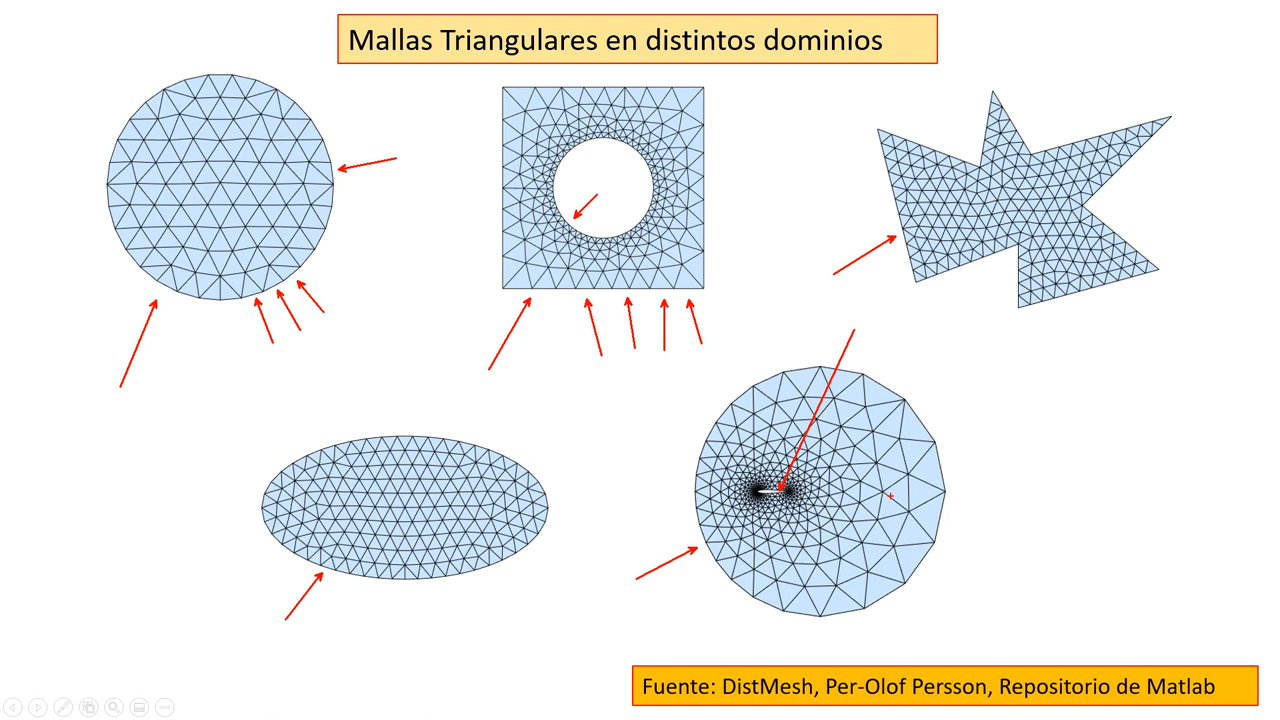 Mallas Triangulares en distintos dominios
Fuente: DistMesh, Per-Olof Persson, Repositorio de Matlab